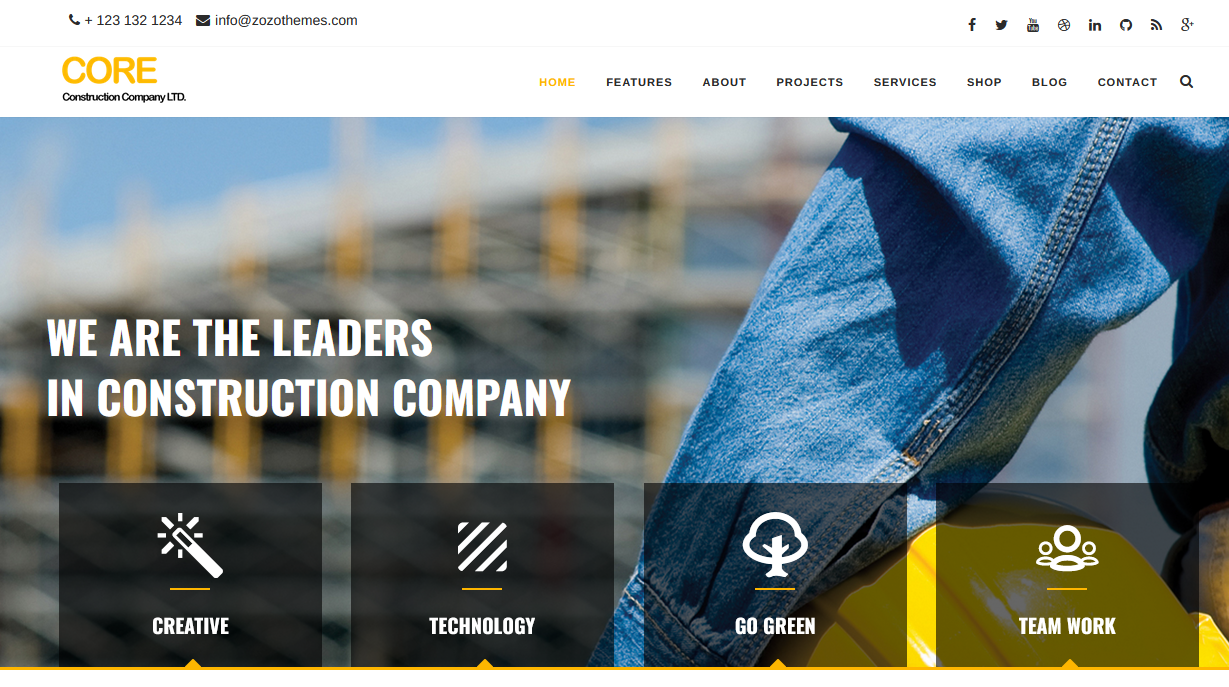 + 123 132 1234 info@zozothemes.com
CORE
Construction Company LTD.
HOME FEATURES ABOUT PROJECTS SERVICES SHOP BLOG CONTACT
WE ARE THE LEADERS
IN CONSTRUCTION COMPANY
CREATIVE TECHNOLOGY GO GREEN TEAM WORK